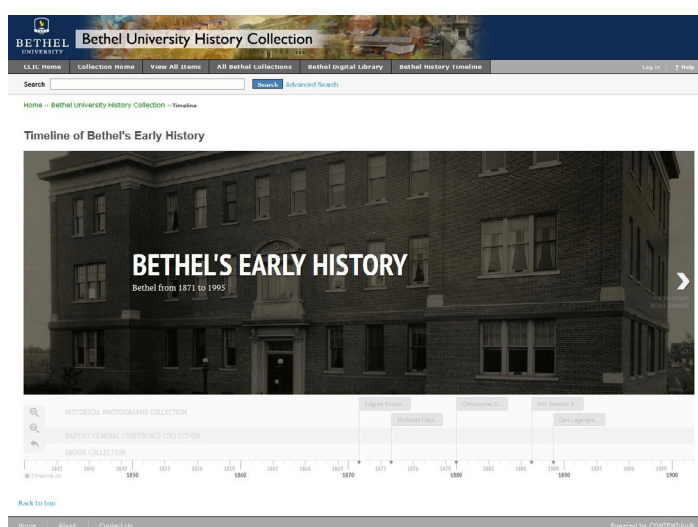 BETHEL
UNIVERSITY
Bethel University History Collection
CLIC Home
Collection Home
View All Items
All Bethel Collections
Bethel Digital Library
Bethel History Timeline
Log in
? Help
Search
Search
Advanced Search
Home » Bethel University History Collection » Timeline
Timeline of Bethel's Early History
BETHEL'S EARLY HISTORY
Bethel from 1871 to 1995
HISTORICAL PHOTOGRAPHS COLLECTION
BAPTIST GENERAL CONFERENCE COLLECTION
EBOOK COLLECTION
1850
1860
1870
1880
1890
1900
Back to top
Home
About
Contact Us
Powered by CONTENTdm®